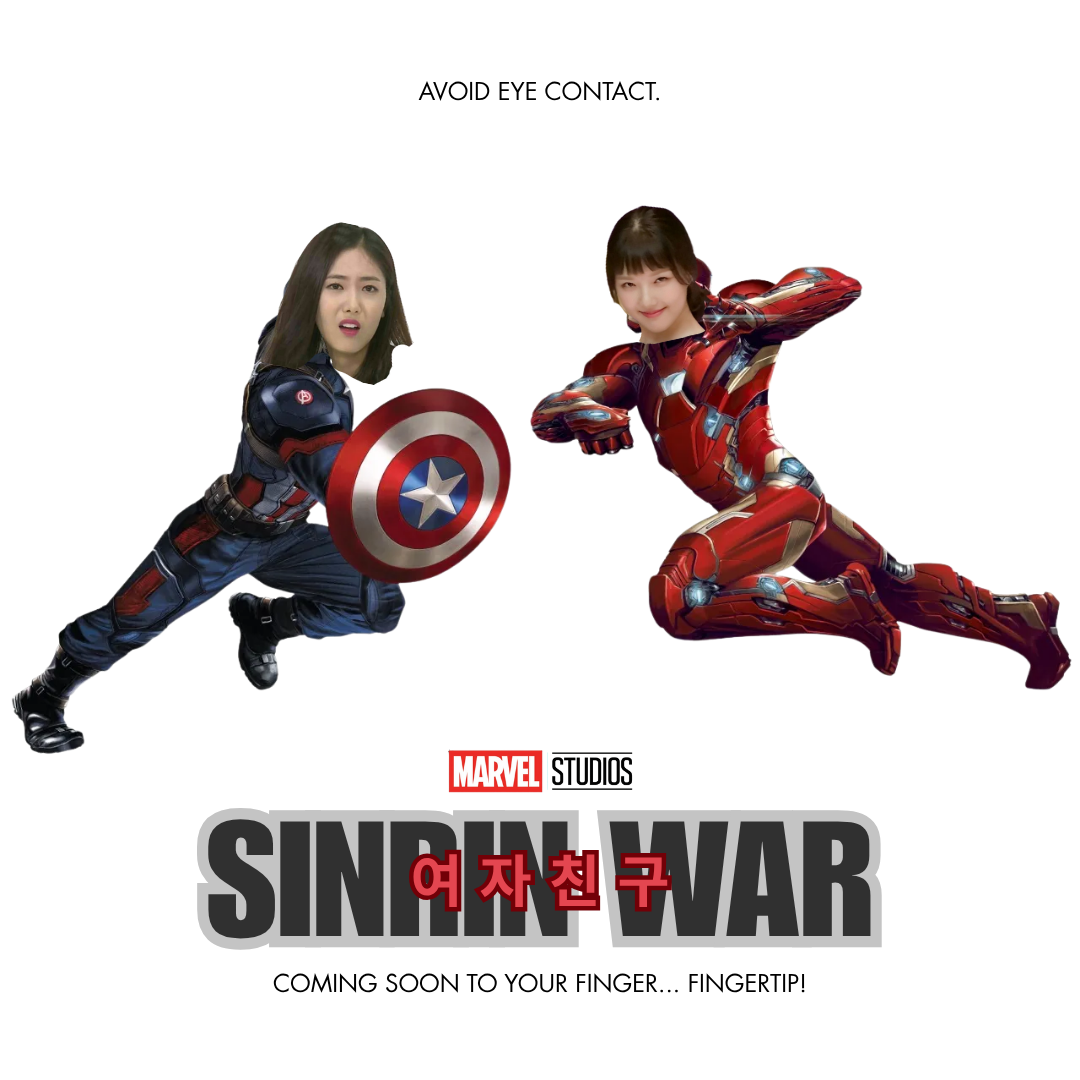 AVOID EYE CONTACT.
MARVEL STUDIOS
SINRIN WAR
여자친구
COMING SOON TO YOUR FINGER... FINGERTIP!